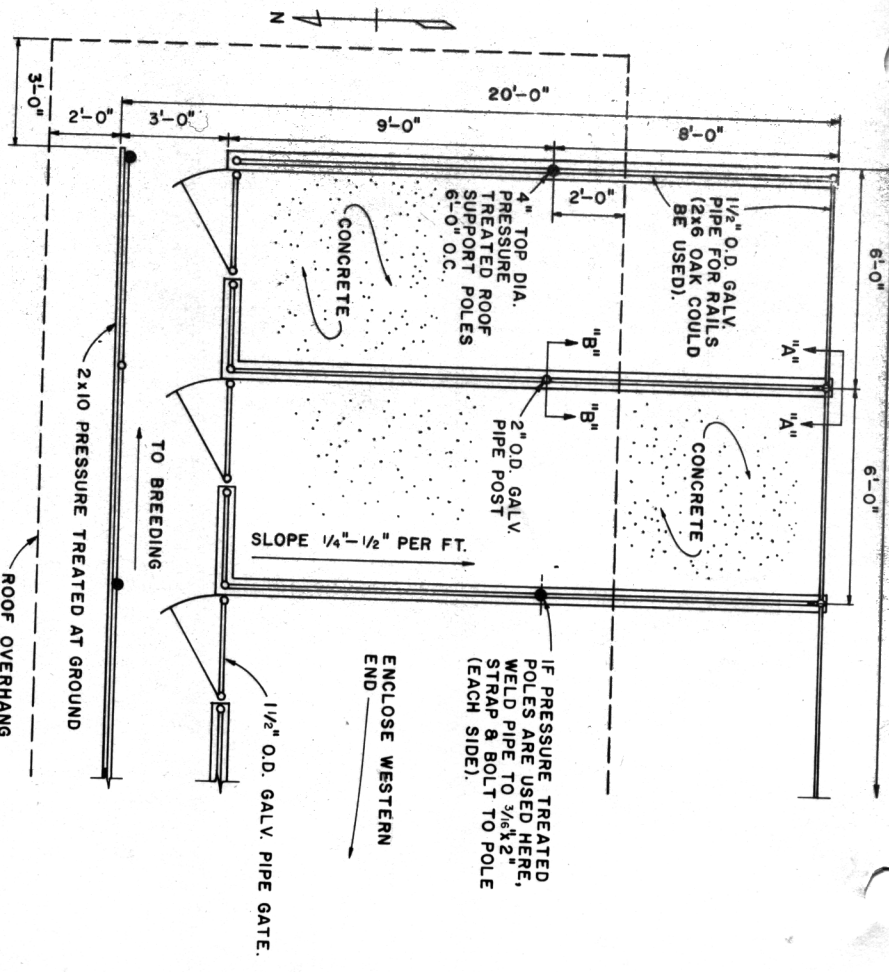 N
3'-0"
2'-0"
3'-0"
20'-0"
9'-0"
8'-0"
2'-0"
6'-0"
6'-0"
1 1/2" O.D. GALV.
PIPE FOR RAILS
(2x6 OAK COULD
BE USED).
4" TOP DIA.
PRESSURE
TREATED ROOF
SUPPORT POLES
6'-0" O.C.
CONCRETE
"A"
"A"
"B"
"B"
2" O.D. GALV.
PIPE POST
CONCRETE
SLOPE 1/4"-1/2" PER FT.
TO BREEDING
2x10 PRESSURE TREATED AT GROUND
ROOF OVERHANG
IF PRESSURE TREATED
POLES ARE USED HERE,
WELD PIPE TO 3/16"x2"
STRAP & BOLT TO POLE
(EACH SIDE).
ENCLOSE WESTERN
END
1 1/2" O.D. GALV. PIPE GATE.